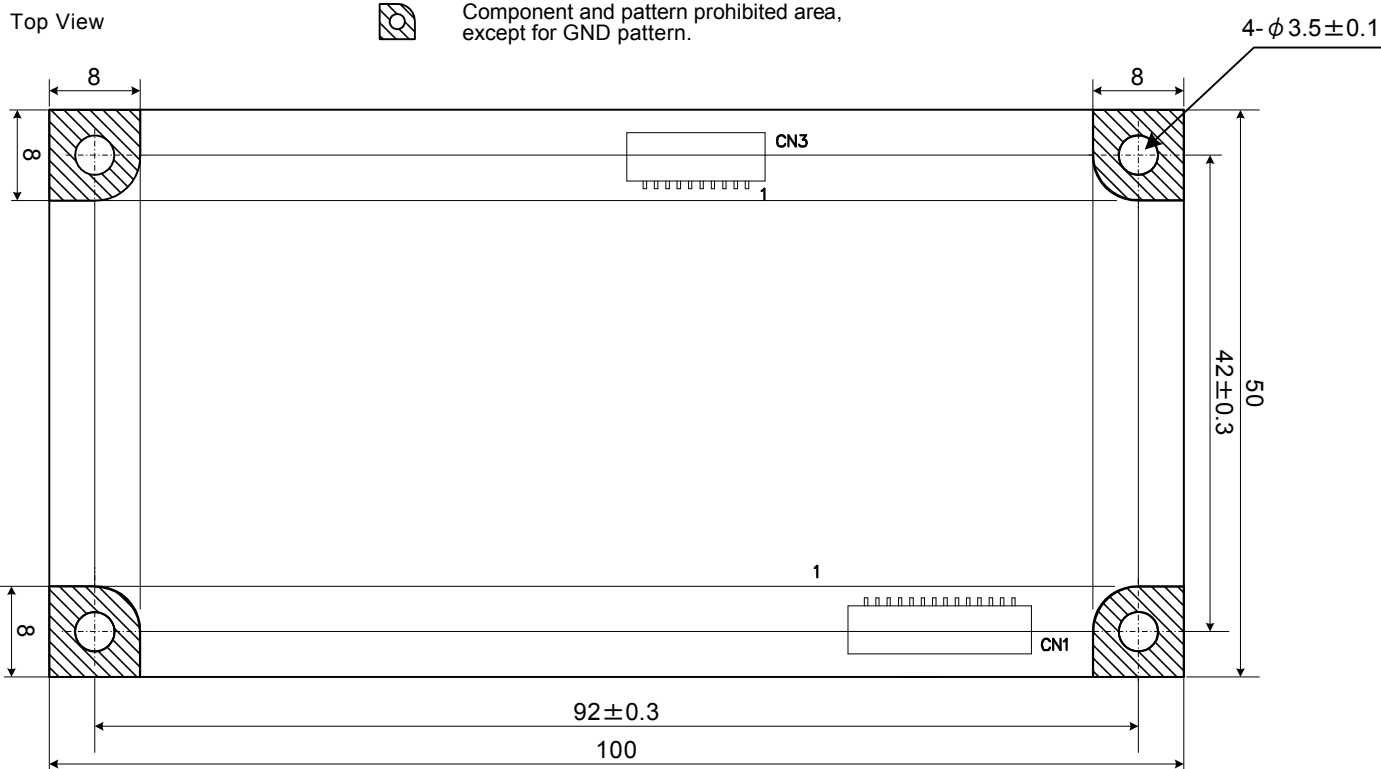 Top View
Component and pattern prohibited area,
except for GND pattern.
4-ϕ3.5±0.1
8
8
8
CN3
1
42±0.3
50
1
8
CN1
92±0.3
100